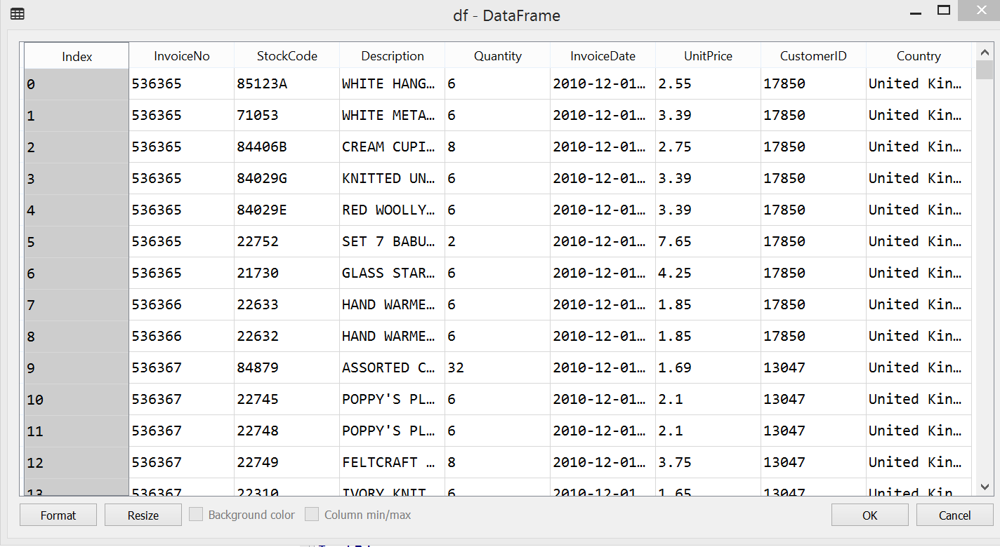 df - DataFrame
Index InvoiceNo StockCode Description Quantity InvoiceDate UnitPrice CustomerID Country
0 536365 85123A WHITE HANG… 6 2010-12-01… 2.55 17850 United Kin…
1 536365 71053 WHITE META… 6 2010-12-01… 3.39 17850 United Kin…
2 536365 84406B CREAM CUPI… 8 2010-12-01… 2.75 17850 United Kin…
3 536365 84029G KNITTED UN… 6 2010-12-01… 3.39 17850 United Kin…
4 536365 84029E RED WOOLLY… 6 2010-12-01… 3.39 17850 United Kin…
5 536365 22752 SET 7 BABU… 2 2010-12-01… 7.65 17850 United Kin…
6 536365 21730 GLASS STAR… 6 2010-12-01… 4.25 17850 United Kin…
7 536366 22633 HAND WARME… 6 2010-12-01… 1.85 17850 United Kin…
8 536366 22632 HAND WARME… 6 2010-12-01… 1.85 17850 United Kin…
9 536367 84879 ASSORTED C… 32 2010-12-01… 1.69 13047 United Kin…
10 536367 22745 POPPY'S PL… 6 2010-12-01… 2.1 13047 United Kin…
11 536367 22748 POPPY'S PL… 6 2010-12-01… 2.1 13047 United Kin…
12 536367 22749 FELTCRAFT … 8 2010-12-01… 3.75 13047 United Kin…
13 536367 22310 IVORY KNIT… 6 2010-12-01… 1.65 13047 United Kin…
Format Resize Background color Column min/max OK Cancel